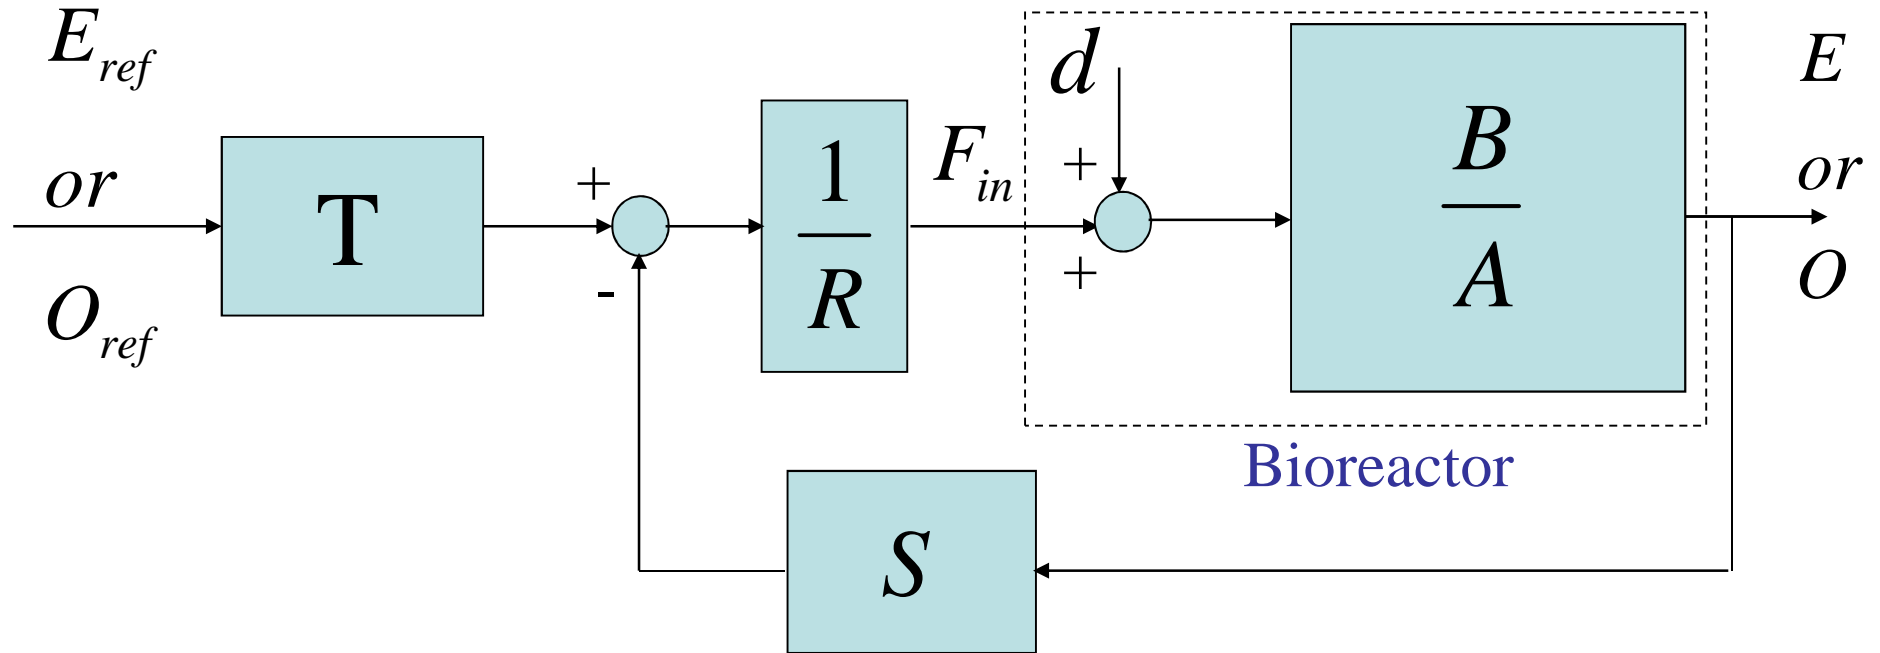 E_ref
or
O_ref
T
+
-
1
R
F_in
d
+
+
B
A
E
or
O
Bioreactor
S